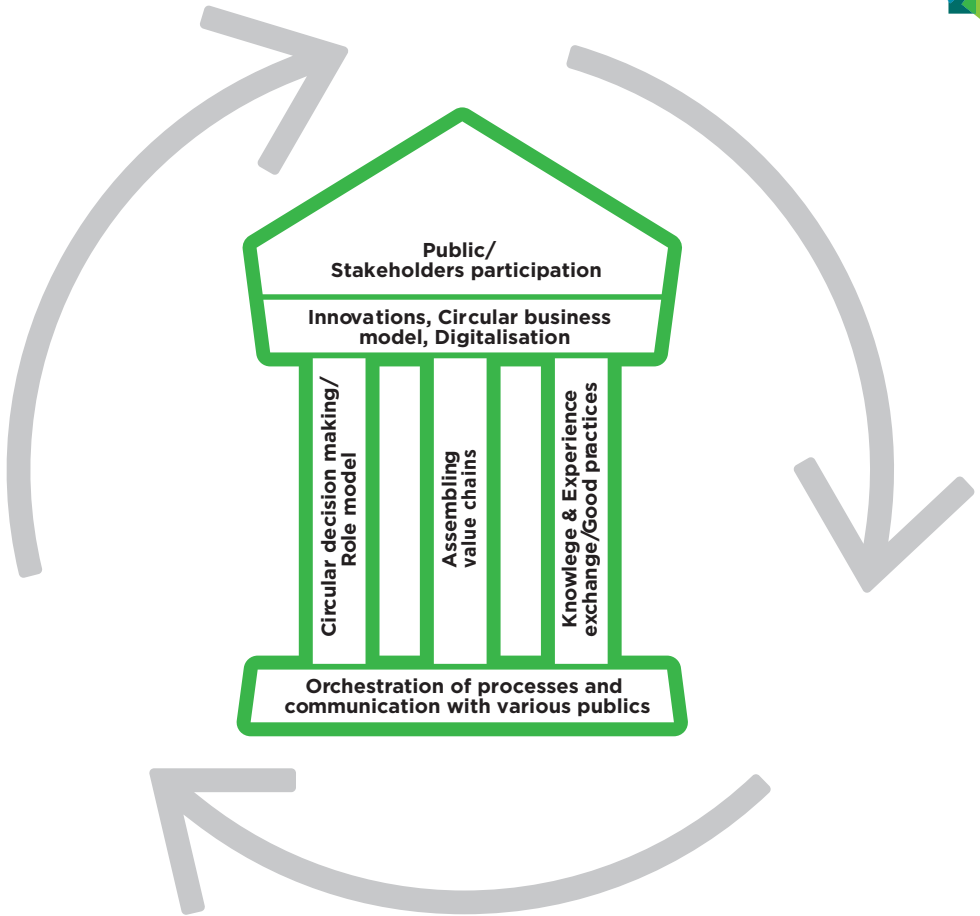 Public/
Stakeholders participation
Innovations, Circular business
model, Digitalisation
Circular decision making/
Role model
Assembling
value chains
Knowlege & Experience
exchange/Good practices
Orchestration of processes and
communication with various publics